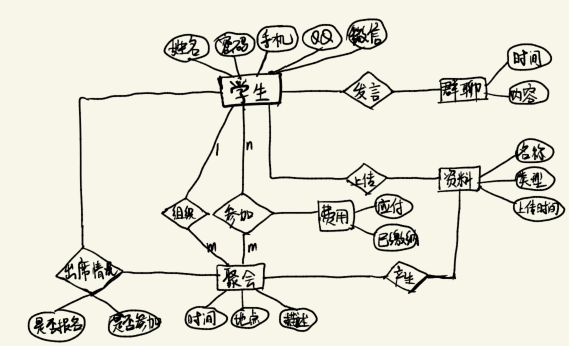 姓名 密码 手机 QQ 微信
学生
发言
群聊
时间
内容
1
n
上传
资料
名称
类型
上传时间
组织
参加
费用
应付
已缴纳
m
m
出席情况
聚会
产生
是否报名
是否参加
时间
地点
描述